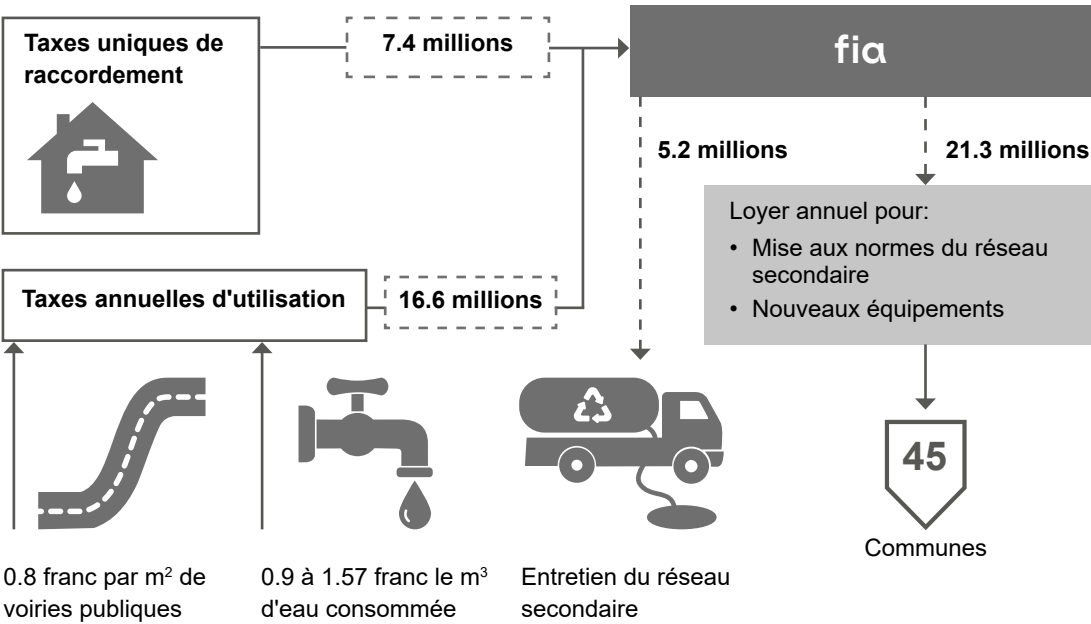 Taxes uniques de
raccordement
7.4 millions
fia
5.2 millions
21.3 millions
Loyer annuel pour:
• Mise aux normes du réseau
secondaire
• Nouveaux équipements
Taxes annuelles d'utilisation
16.6 millions
45
Communes
0.8 franc par m² de
voiries publiques
0.9 à 1.57 franc le m³
d'eau consommée
Entretien du réseau
secondaire